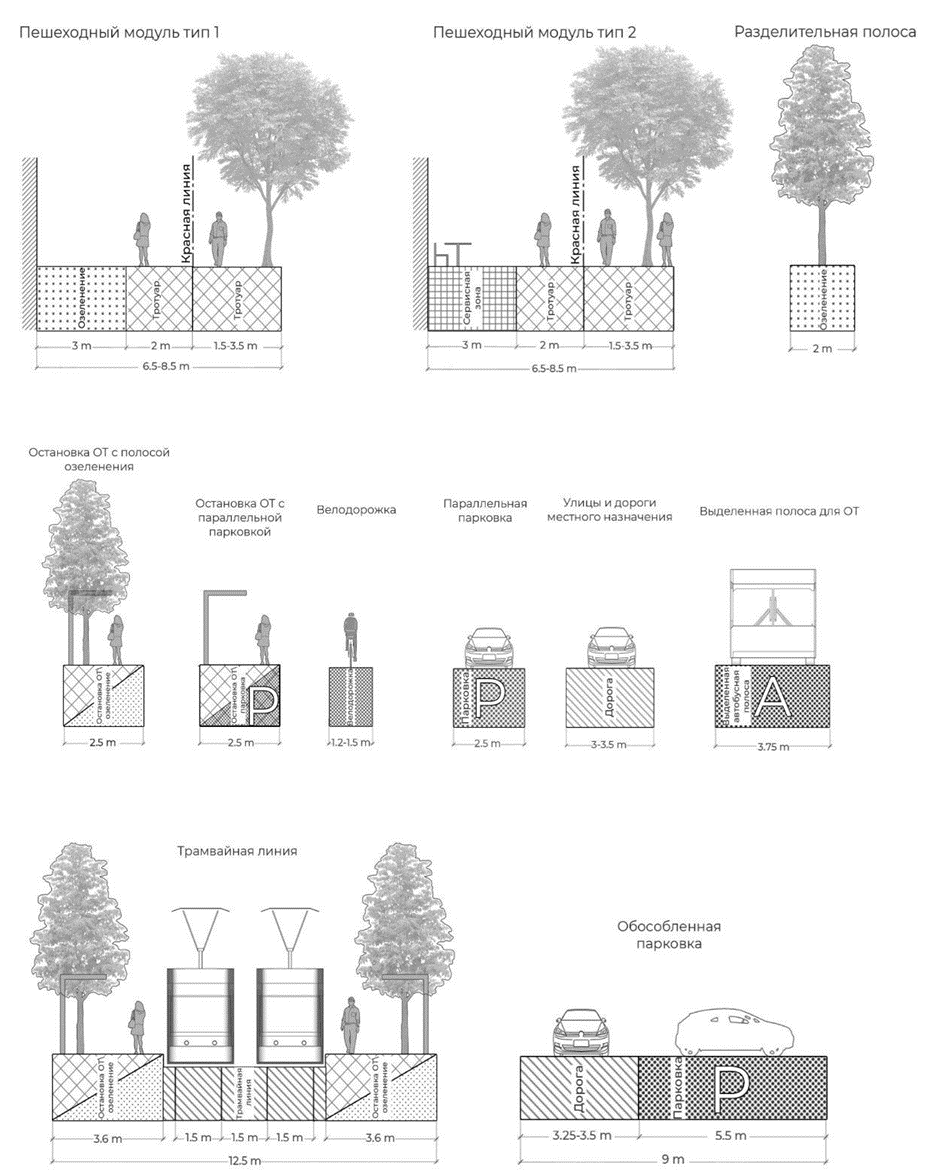 Пешеходный модуль тип 1
Пешеходный модуль тип 2
Разделительная полоса
Красная линия
Озеленение
Тротуар
Тротуар
3 m
2 m
1.5-3.5 m
6.5-8.5 m
Красная линия
Сервисная
зона
Тротуар
Тротуар
3 m
2 m
1.5-3.5 m
6.5-8.5 m
Озеленение
2 m
Остановка ОТ с полосой
озеленения
Остановка ОТ с
параллельной
парковкой
Велодорожка
Параллельная
парковка
Улицы и дороги
местного назначения
Выделенная полоса для ОТ
Остановка ОТ\
озеленение
2.5 m
Остановка ОТ\
парковка
P
2.5 m
Велодорожка
1.2-1.5 m
Парковка
P
2.5 m
Дорога
3-3.5 m
Выделенная
автобусная
полоса
А
3.75 m
Трамвайная линия
Остановка ОТ\
озеленение
Трамвайная
линия
Остановка ОТ\
озеленение
3.6 m
1.5 m
1.5 m
1.5 m
3.6 m
12.5 m
Обособленная
парковка
Дорога
Парковка
P
3.25-3.5 m
5.5 m
9 m